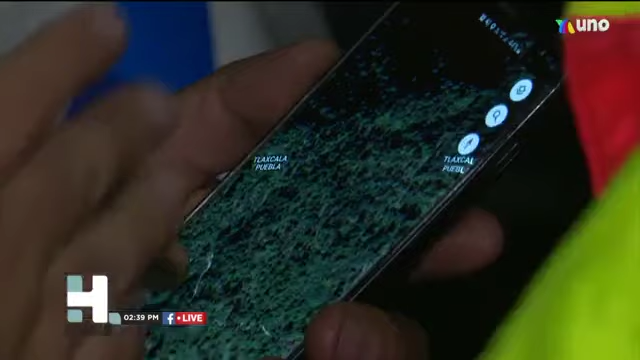 uno
TLAXCALA
PUEBLA
TLAXCAL
PUEBL
H
02:39 PM f LIVE